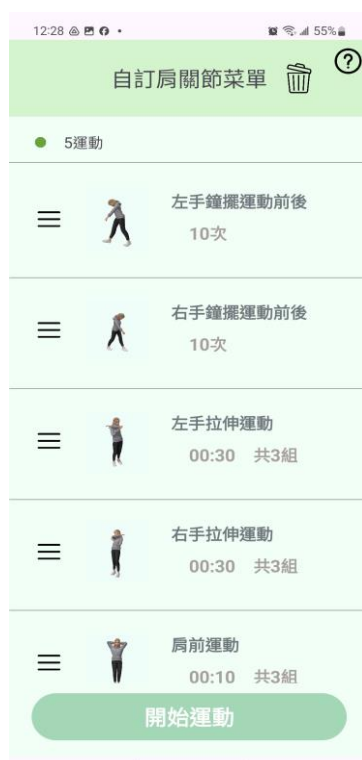 12:28
55%
自訂肩關節菜單
5運動
左手鐘擺運動前後
10次
右手鐘擺運動前後
10次
左手拉伸運動
00:30 共3組
右手拉伸運動
00:30 共3組
肩前運動
00:10 共3組
開始運動